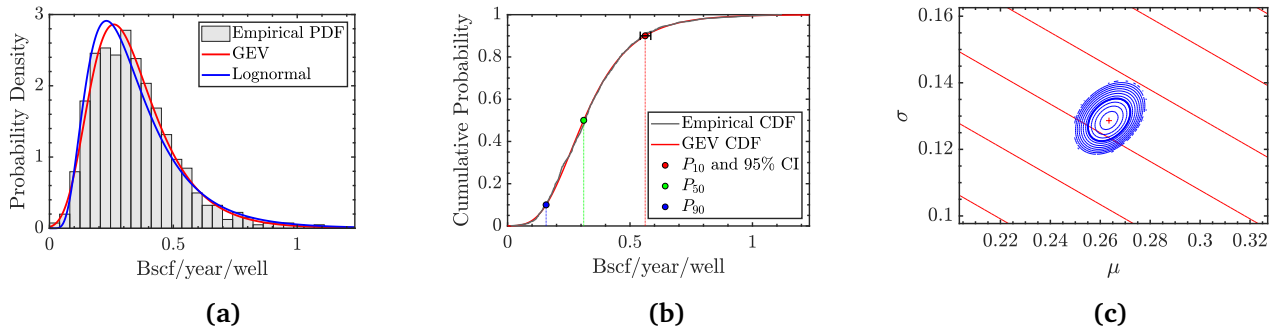 3
2
1
0
0
0.5
1
Probability Density
Bscf/year/well
Empirical PDF
GEV
Lognormal
(a)
1
0.8
0.6
0.4
0.2
0
0
0.5
1
Cumulative Probability
Bscf/year/well
Empirical CDF
GEV CDF
P10 and 95% CI
P50
P90
(b)
0.16
0.14
0.12
0.1
0.22
0.24
0.26
0.28
0.3
0.32
σ
μ
(c)